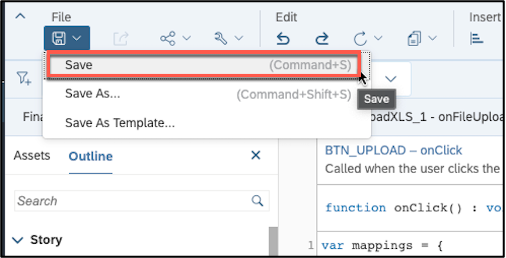 File Edit Insert
Save (Command+S)
Save As... (Command+Shift+S)
Save
Save As Template...
Fina
oadXLS_1 - onFileUploa
Assets Outline
BTN_UPLOAD – onClick
Called when the user clicks the
Search
function onClick() : vo
Story
1 var mappings = {